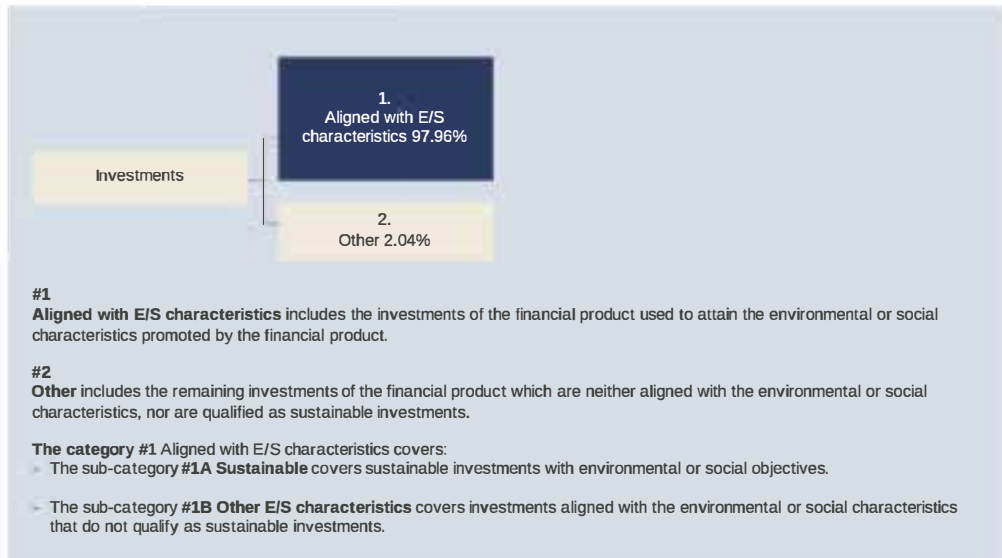 1.
Aligned with E/S
characteristics 97.96%
Investments
2.
Other 2.04%
#1
Aligned with E/S characteristics includes the investments of the financial product used to attain the environmental or social
characteristics promoted by the financial product.
#2
Other includes the remaining investments of the financial product which are neither aligned with the environmental or social
characteristics, nor are qualified as sustainable investments.
The category #1 Aligned with E/S characteristics covers:
The sub-category #1A Sustainable covers sustainable investments with environmental or social objectives.
The sub-category #1B Other E/S characteristics covers investments aligned with the environmental or social characteristics
that do not qualify as sustainable investments.